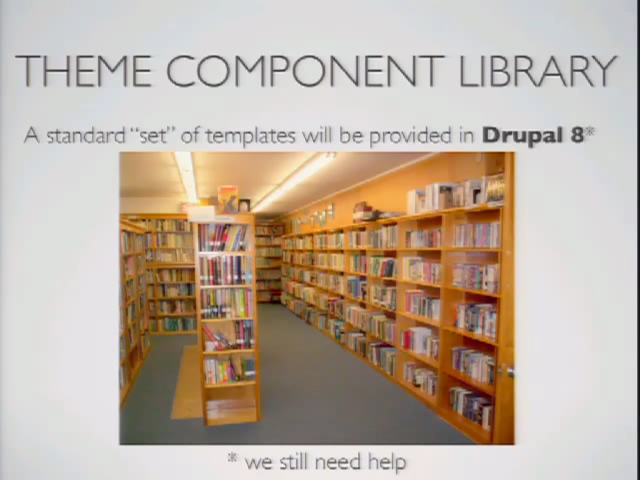 THEME COMPONENT LIBRARY
A standard “set” of templates will be provided in Drupal 8*
* we still need help